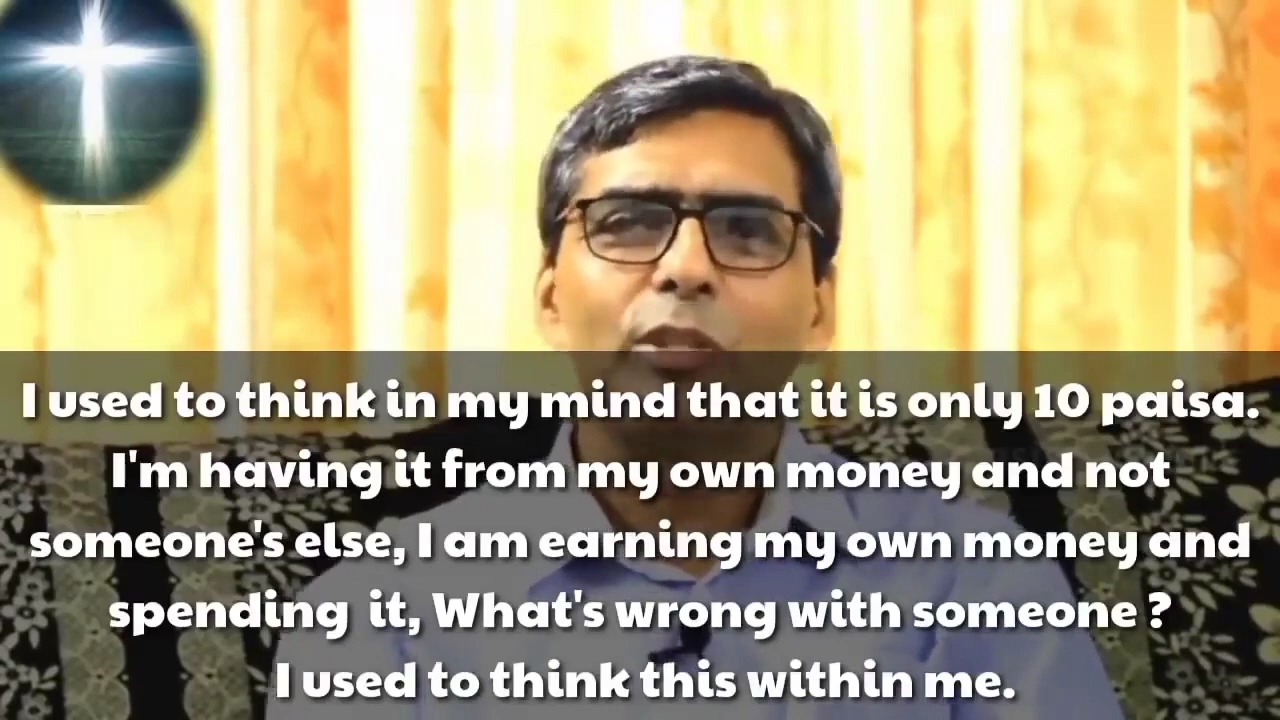 I used to think in my mind that it is only 10 paisa.
I'm having it from my own money and not
someone's else, I am earning my own money and
spending it, What's wrong with someone ?
I used to think this within me.